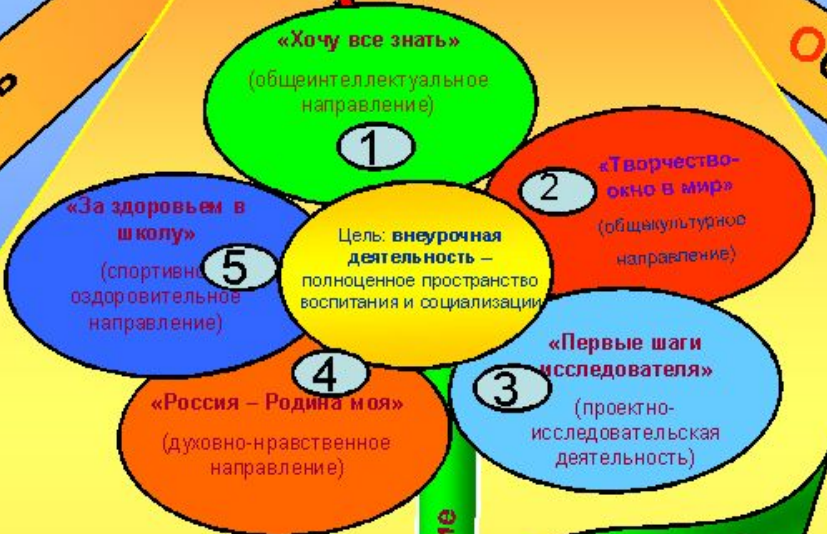 «Хочу все знать»
(общеинтеллектуальное
направление)
1
2
«Творчество-
окно в мир»
(общекультурное
направление)
«За здоровьем в
школу»
5
(спортивно
оздоровительное
направление)
Цель: внеурочная
деятельность –
полноценное пространство
воспитания и социализации
«Первые шаги
исследователя»
3
(проектно-
исследовательская
деятельность)
4
«Россия – Родина моя»
(духовно-нравственное
направление)